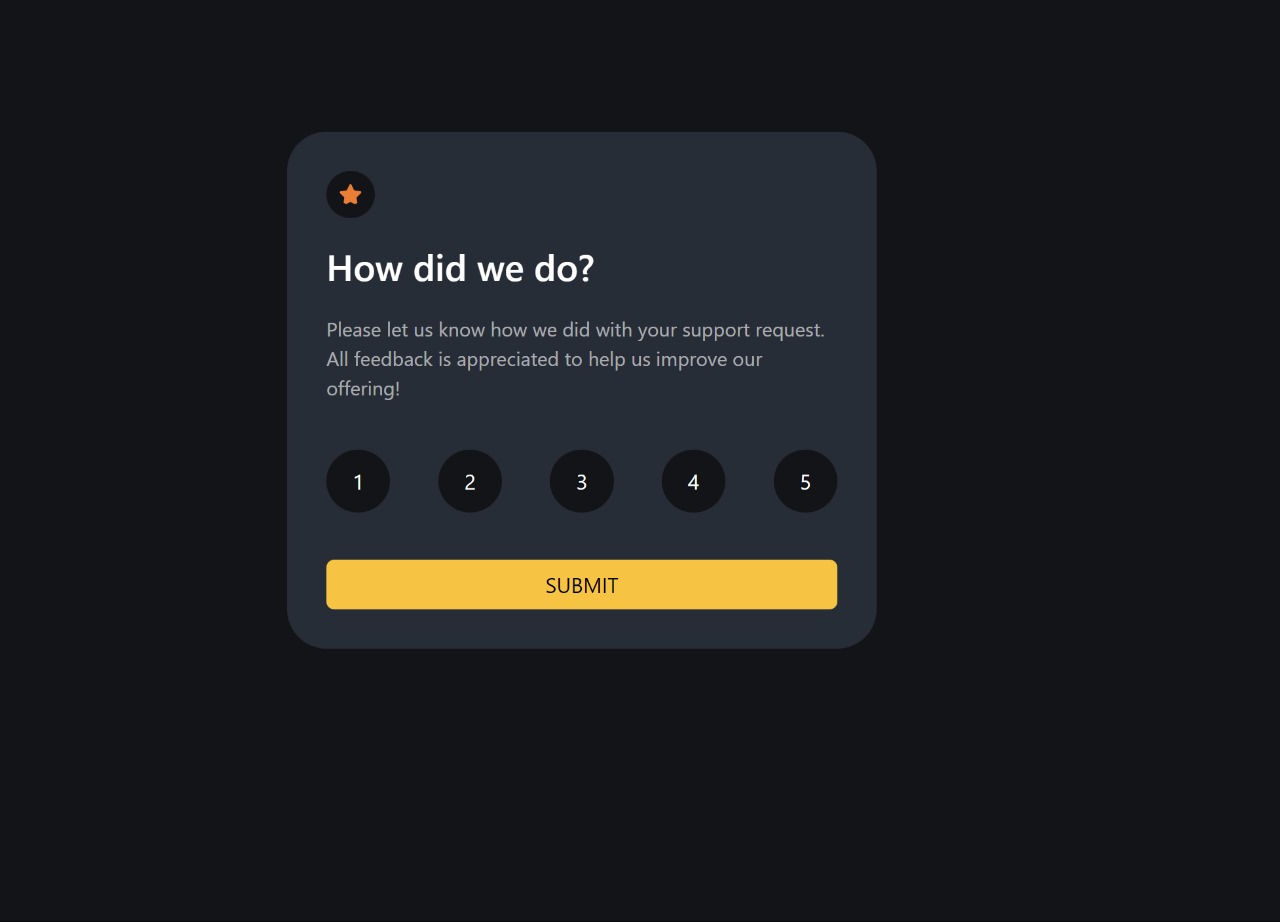 How did we do?
Please let us know how we did with your support request.
All feedback is appreciated to help us improve our
offering!
1 2 3 4 5
SUBMIT